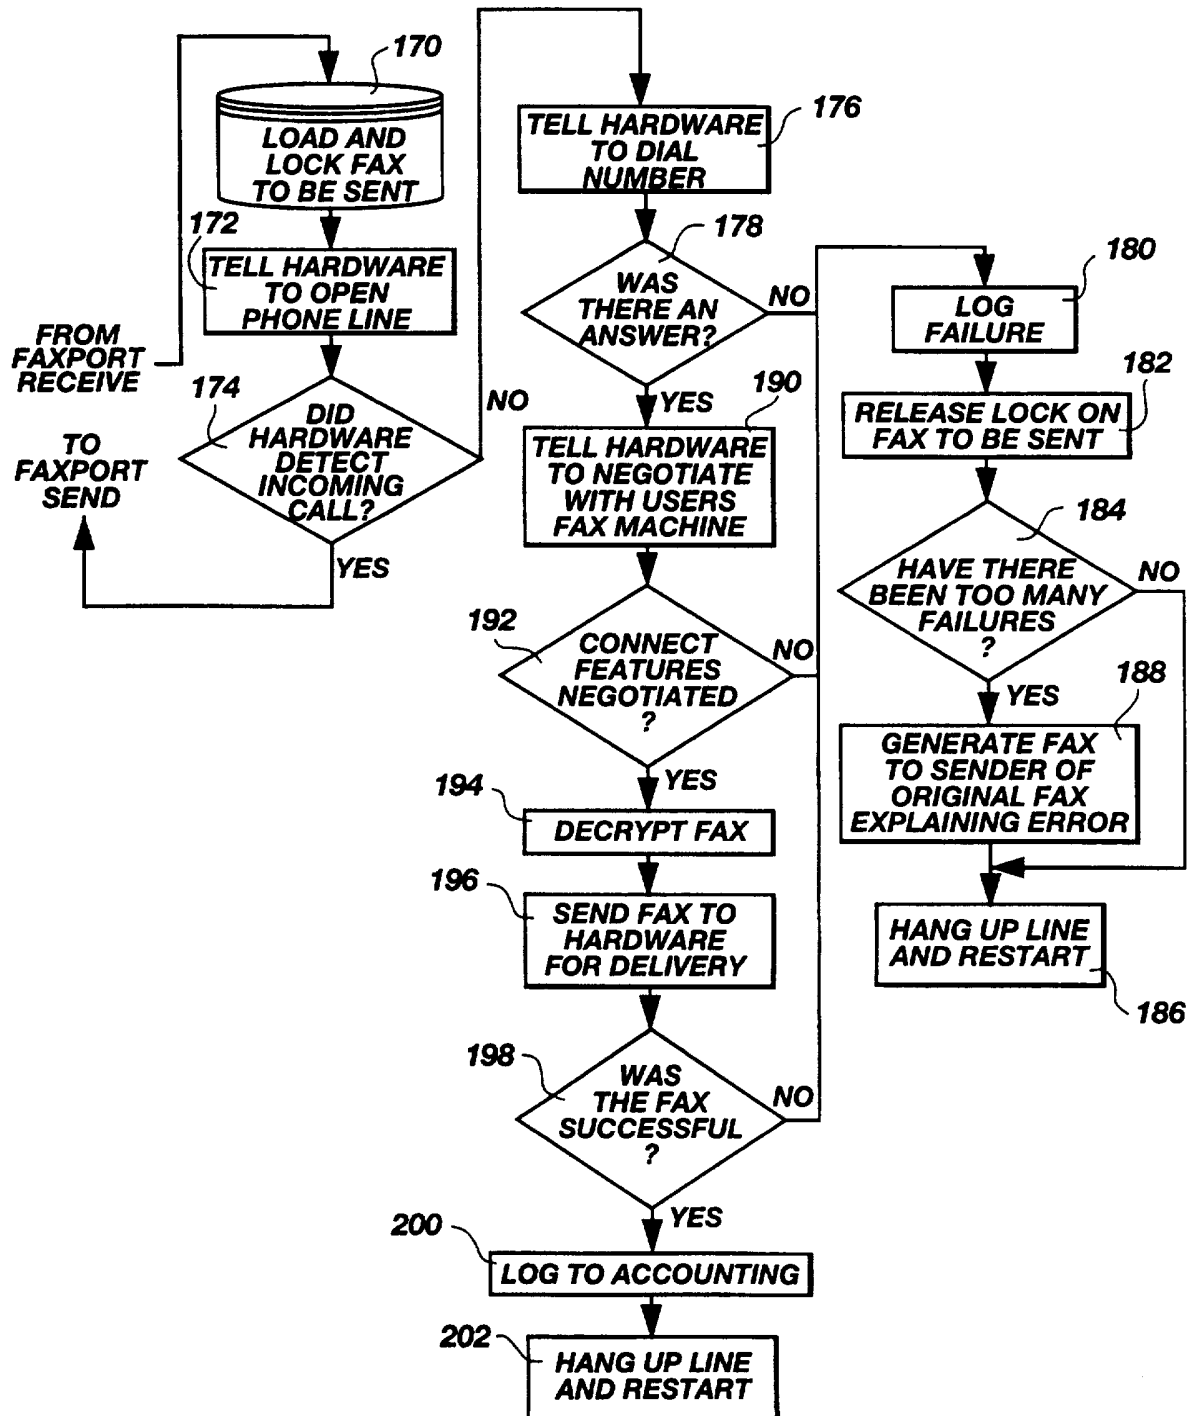 170
LOAD AND
LOCK FAX
TO BE SENT
172
TELL HARDWARE
TO OPEN
PHONE LINE
FROM
FAXPORT
RECEIVE
174
DID
HARDWARE
DETECT
INCOMING
CALL?
NO
YES
TO
FAXPORT
SEND
176
TELL HARDWARE
TO DIAL
NUMBER
178
WAS
THERE AN
ANSWER?
NO
YES
190
TELL HARDWARE
TO NEGOTIATE
WITH USERS
FAX MACHINE
192
CONNECT
FEATURES
NEGOTIATED
?
NO
YES
194
DECRYPT FAX
196
SEND FAX TO
HARDWARE
FOR DELIVERY
198
WAS
THE FAX
SUCCESSFUL
?
NO
YES
200
LOG TO ACCOUNTING
202
HANG UP LINE
AND RESTART
180
LOG
FAILURE
182
RELEASE LOCK ON
FAX TO BE SENT
184
HAVE THERE
BEEN TOO MANY
FAILURES
?
NO
YES
188
GENERATE FAX
TO SENDER OF
ORIGINAL FAX
EXPLAINING ERROR
HANG UP LINE
AND RESTART
186